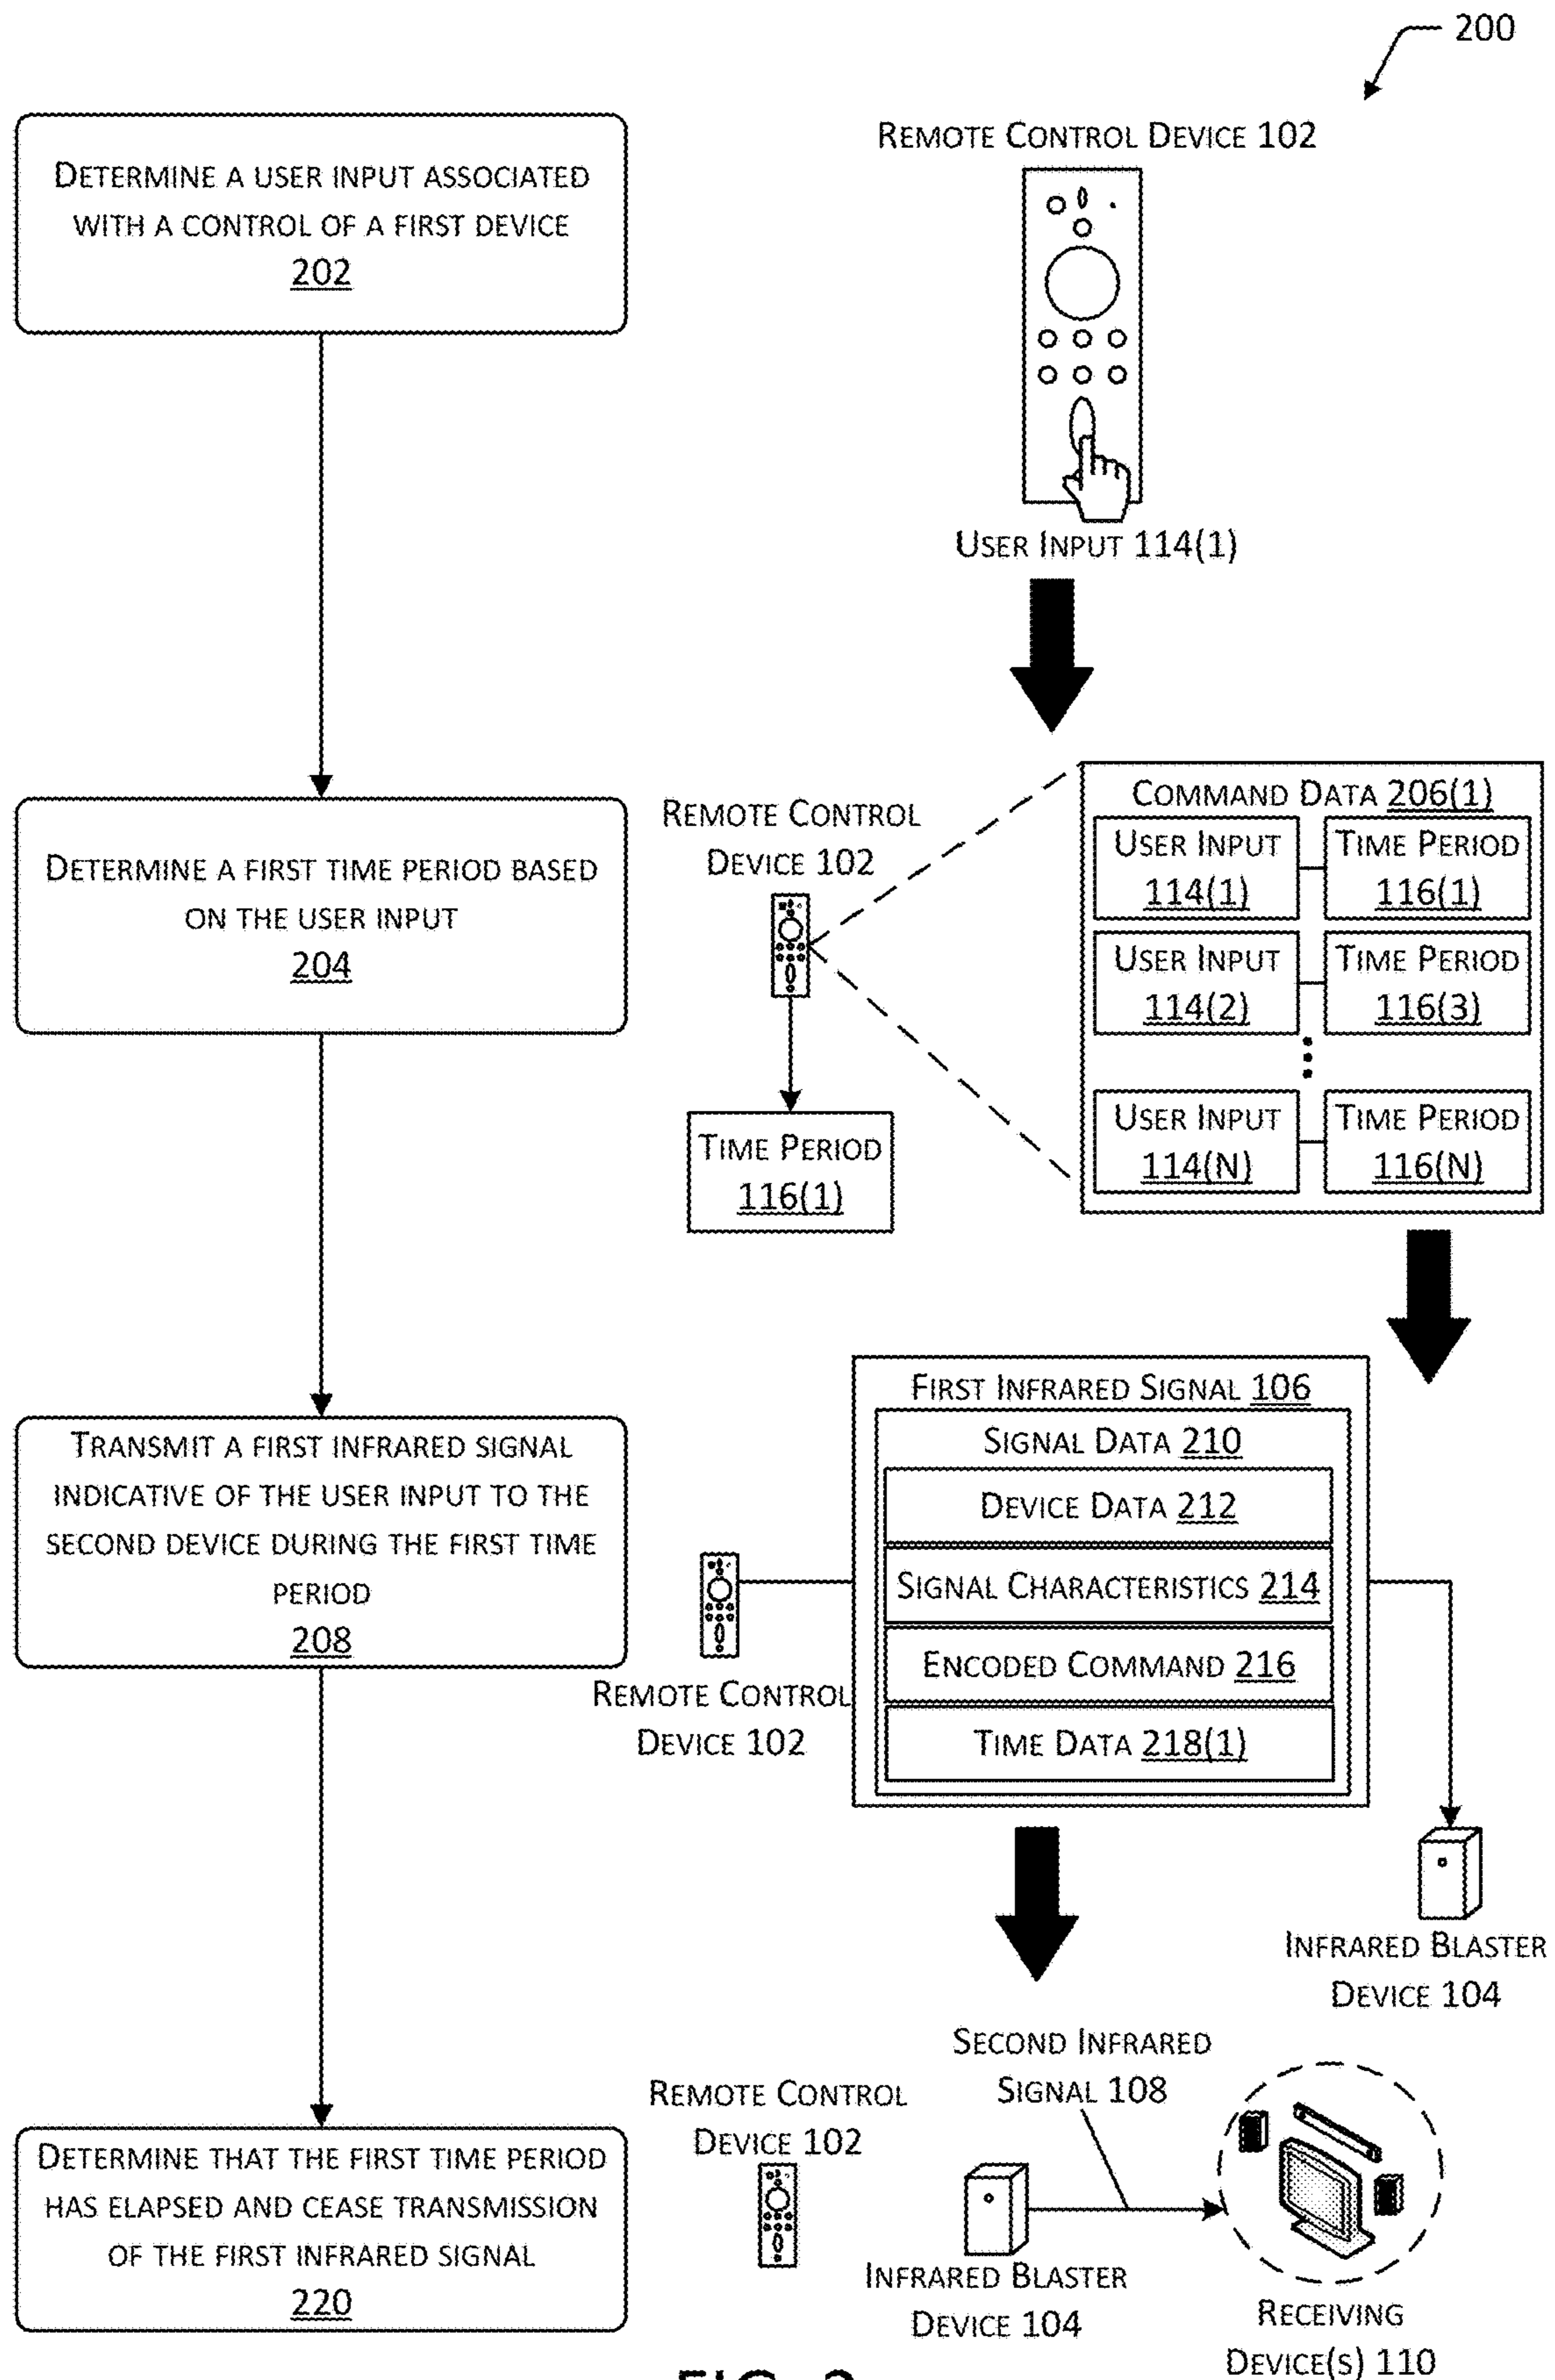 200
DETERMINE A USER INPUT ASSOCIATED
WITH A CONTROL OF A FIRST DEVICE
202
REMOTE CONTROL DEVICE 102
USER INPUT 114(1)
DETERMINE A FIRST TIME PERIOD BASED
ON THE USER INPUT
204
REMOTE CONTROL
DEVICE 102
TIME PERIOD
116(1)
COMMAND DATA 206(1)
USER INPUT
114(1)
TIME PERIOD
116(1)
USER INPUT
114(2)
TIME PERIOD
116(3)
USER INPUT
114(N)
TIME PERIOD
116(N)
TRANSMIT A FIRST INFRARED SIGNAL
INDICATIVE OF THE USER INPUT TO THE
SECOND DEVICE DURING THE FIRST TIME
PERIOD
208
REMOTE CONTROL
DEVICE 102
FIRST INFRARED SIGNAL 106
SIGNAL DATA 210
DEVICE DATA 212
SIGNAL CHARACTERISTICS 214
ENCODED COMMAND 216
TIME DATA 218(1)
INFRARED BLASTER
DEVICE 104
DETERMINE THAT THE FIRST TIME PERIOD
HAS ELAPSED AND CEASE TRANSMISSION
OF THE FIRST INFRARED SIGNAL
220
REMOTE CONTROL
DEVICE 102
SECOND INFRARED
SIGNAL 108
INFRARED BLASTER
DEVICE 104
RECEIVING
DEVICE(S) 110